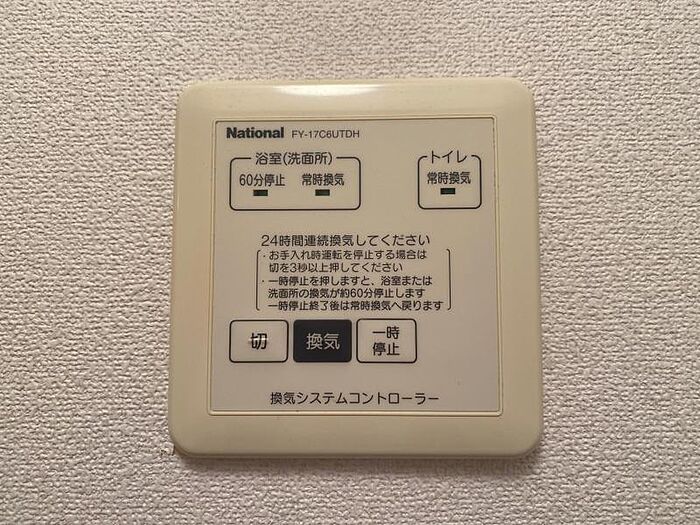 National FY-17C6UTDH
浴室(洗面所)
トイレ
60分停止 常時換気
常時換気
24時間連続換気してください
・お手入れ時運転を停止する場合は
切を3秒以上押してください
・一時停止を押しますと、浴室または
洗面所の換気が約60分停止します
一時停止終了後は常時換気へ戻ります
切
換気
一時
停止
換気システムコントローラー